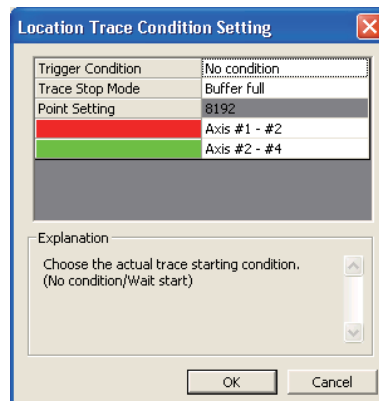 Location Trace Condition Setting
Trigger Condition No condition
Trace Stop Mode Buffer full
Point Setting 8192
Axis #1 - #2
Axis #2 - #4
Explanation
Choose the actual trace starting condition.
(No condition/Wait start)
OK Cancel